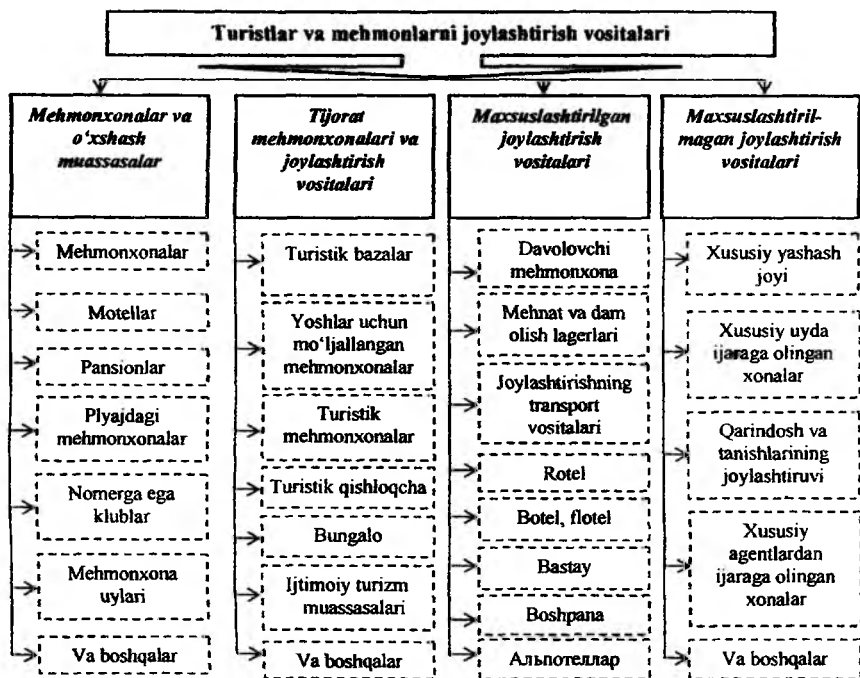 Turistlar va mehmonlarni joylashtirish vositalari
Mehmonxonalar va
o‘xshash
muassasalar
Mehmonxonalar
Motellar
Pansionlar
Plyajdagi
mehmonxonalar
Nomerga ega
klublar
Mehmonxona
uylari
Va boshqalar
Tijorat
mehmonxonalari va
joylashtirish
vositalari
Turistik bazalar
Yoshlar uchun
mo‘ljallangan
mehmonxonalar
Turistik
mehmonxonalar
Turistik qishloqcha
Bungalo
Ijtimoiy turizm
muassasalari
Va boshqalar
Maxsuslashtirilgan
joylashtirish
vositalari
Davolovchi
mehmonxona
Mehnat va dam
olish lagerlari
Joylashtirishning
transport
vositalari
Rotel
Botel, flotel
Bastay
Boshpana
Альпотеллар
Maxsuslashtiril-
magan joylashtirish
vositalari
Xususiy yashash
joyi
Xususiy uyda
ijaraga olingan
xonalar
Qarindosh va
tanishlarining
joylashtiruvi
Xususiy
agentlardan
ijaraga olingan
xonalar
Va boshqalar